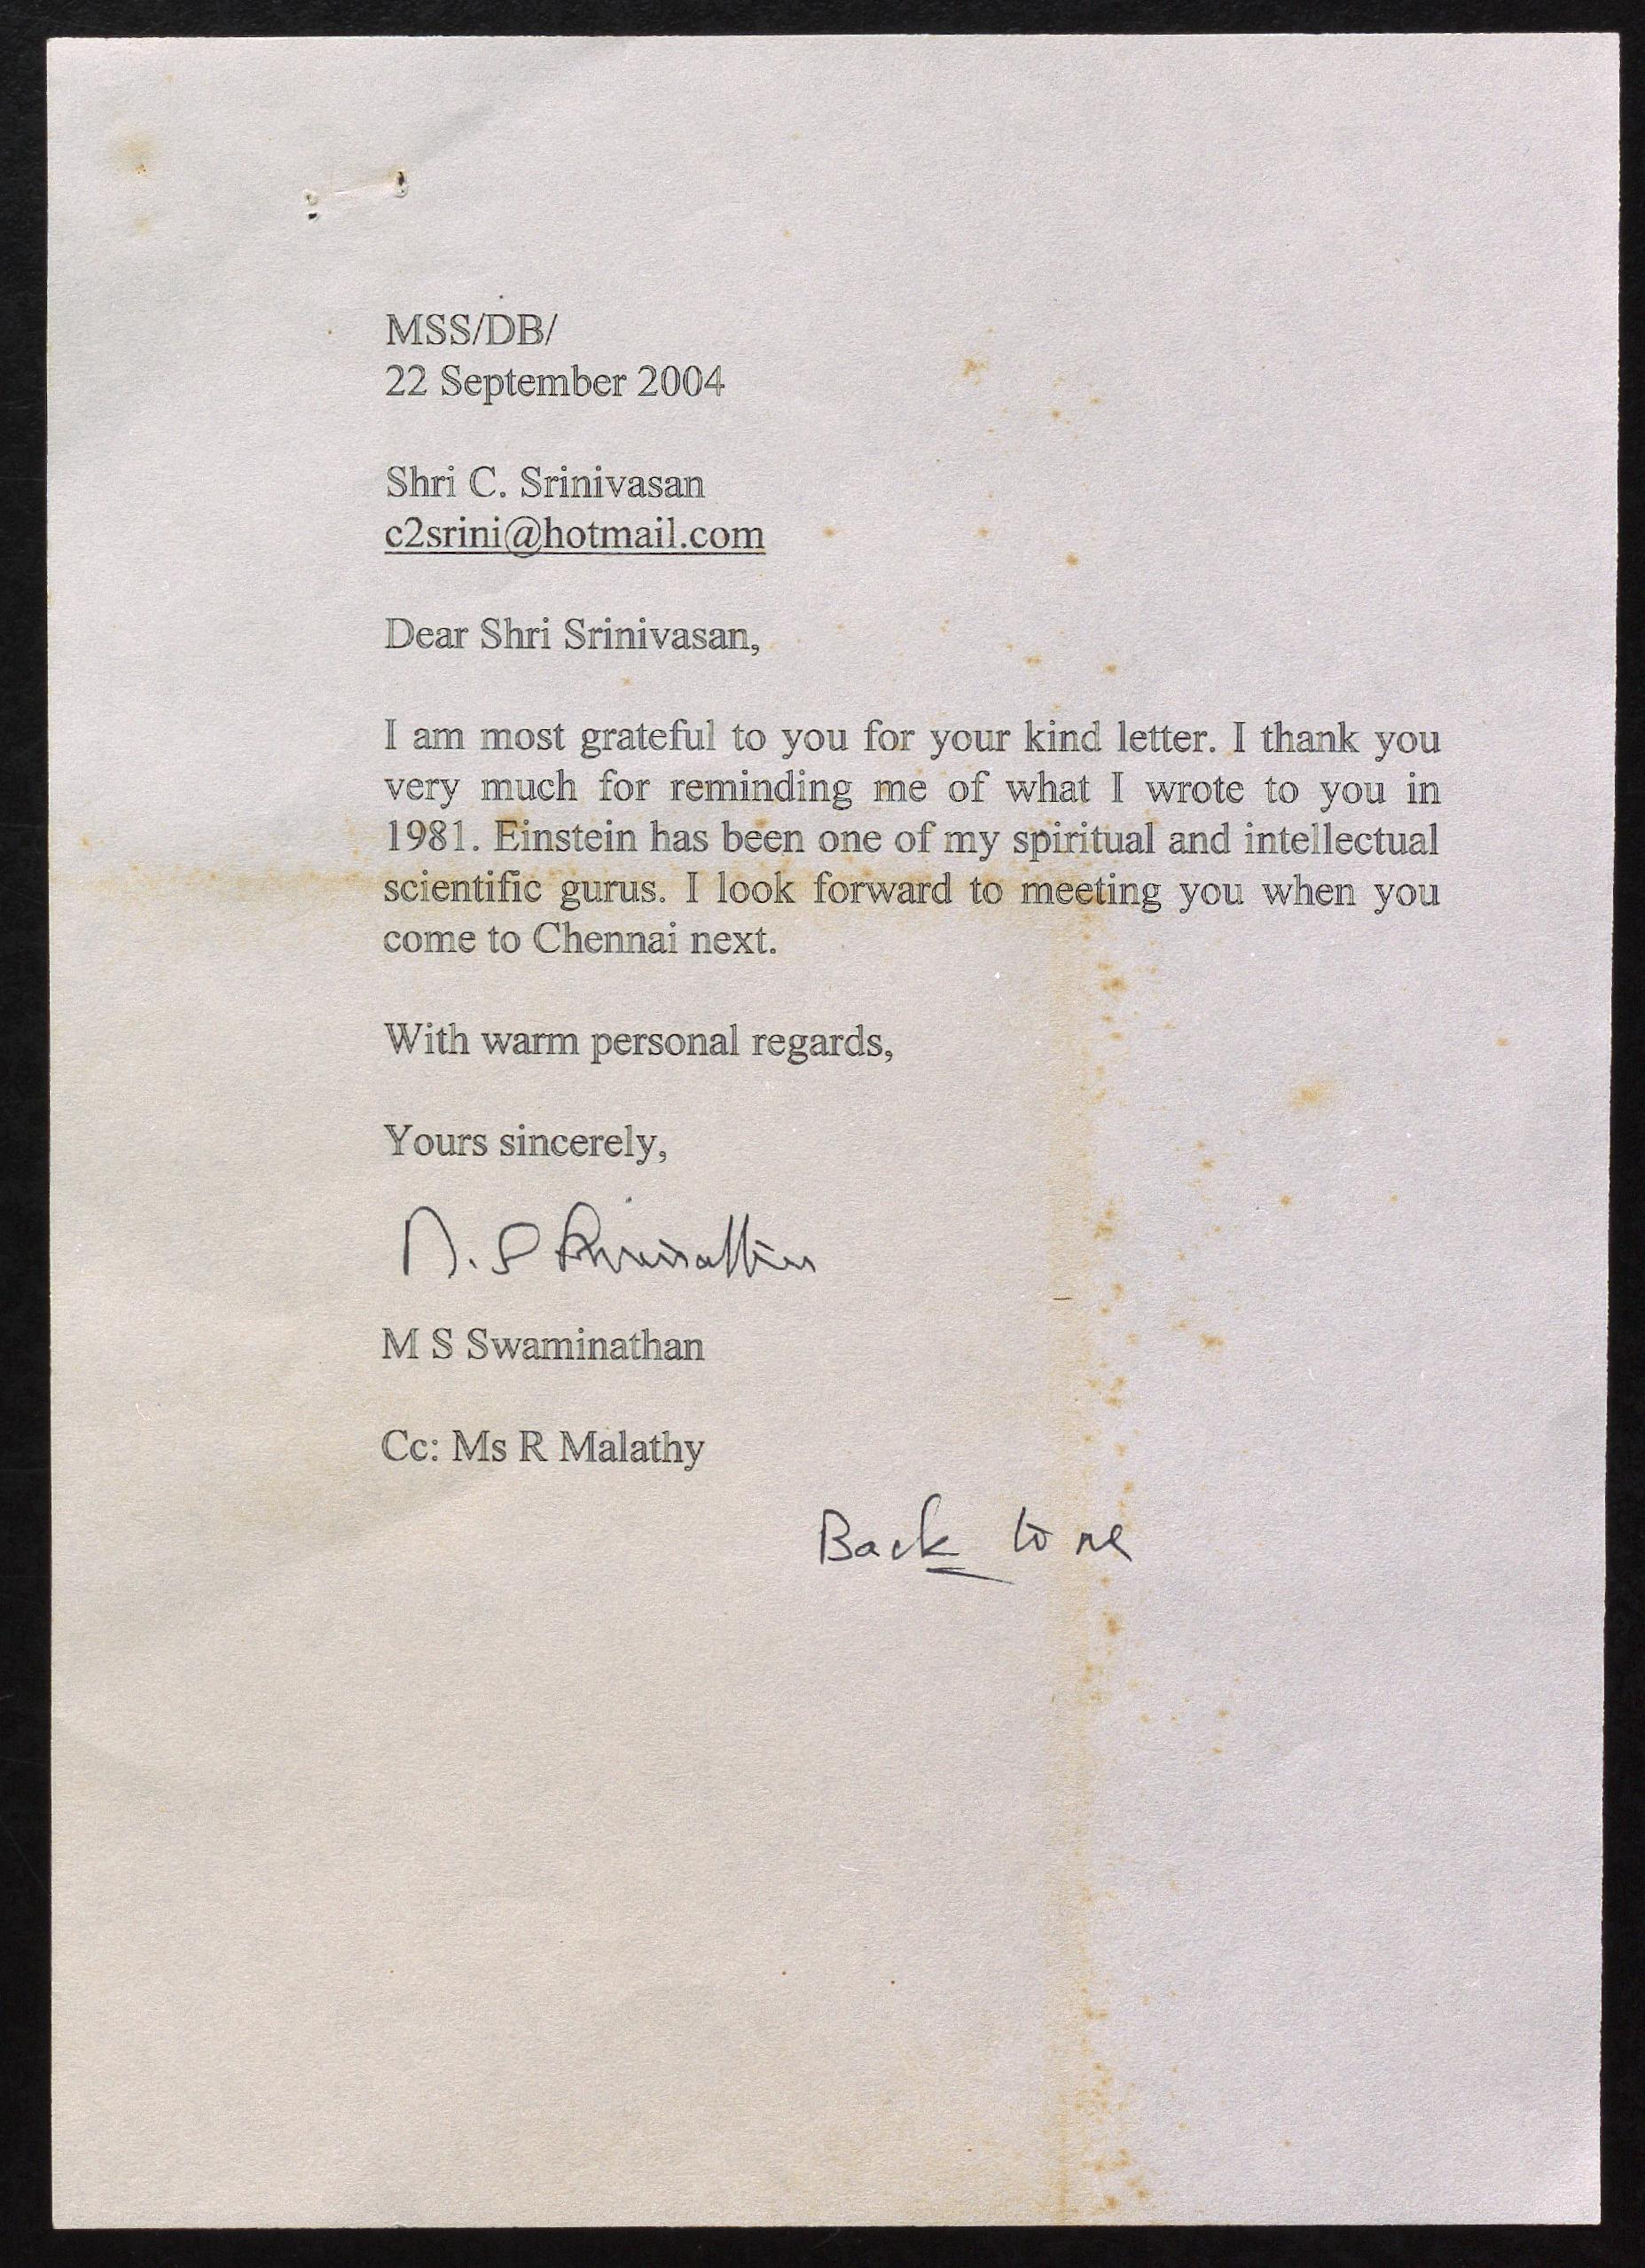 MSS/DB/
22 September 2004
Shri C. Srinivasan
c2srini@hotmail.com
Dear Shri Srinivasan,
I am most grateful to you for your kind letter. I thank you
very much for reminding me of what I wrote to you in
1981. Einstein has been one of my spiritual and intellectual
scientific gurus. I look forward to meeting you when you
come to Chennai next.
With warm personal regards,
Yours sincerely,
M. S Swaminathan
M S Swaminathan
Cc: Ms R Malathy
Back to me